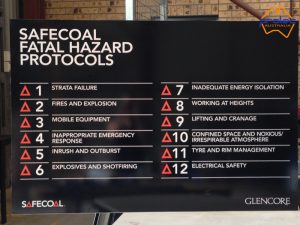 SAFECOAL
FATAL HAZARD
PROTOCOLS
1 STRATA FAILURE
2 FIRES AND EXPLOSION
3 MOBILE EQUIPMENT
4 INAPPROPRIATE EMERGENCY
RESPONSE
5 INRUSH AND OUTBURST
6 EXPLOSIVES AND SHOTFIRING
7 INADEQUATE ENERGY ISOLATION
8 WORKING AT HEIGHTS
9 LIFTING AND CRANAGE
10 CONFINED SPACE AND NOXIOUS/
IRRESPIRABLE ATMOSPHERE
11 TYRE AND RIM MANAGEMENT
12 ELECTRICAL SAFETY
SAFECOAL
GLENCORE
AUSTRALIA